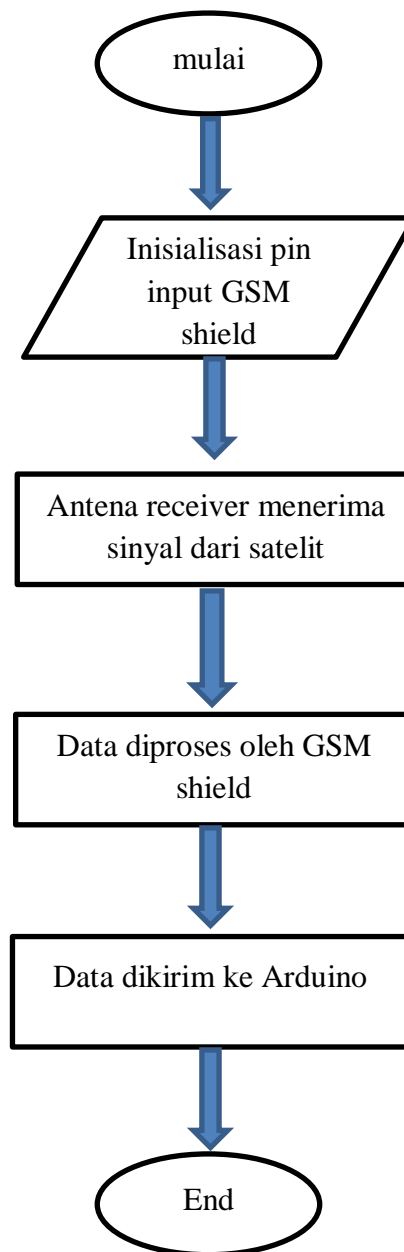 mulai
Inisialisasi pin
input GSM
shield
Antena receiver menerima
sinyal dari satelit
Data diproses oleh GSM
shield
Data dikirim ke Arduino
End